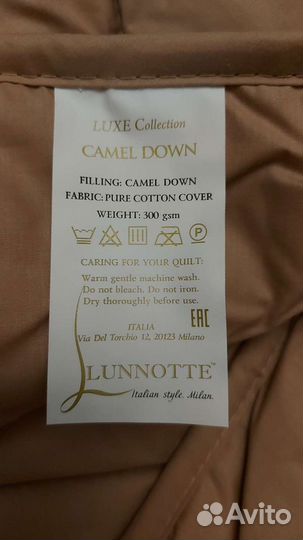 LUXE Collection
CAMEL DOWN
FILLING: CAMEL DOWN
FABRIC: PURE COTTON COVER
WEIGHT: 300 gsm
P
CARING FOR YOUR QUILT:
Warm gentle machine wash.
Do not bleach. Do not iron.
Dry thoroughly before use.
EAC
ITALIA
Via Del Torchio 12, 20123 Milano
LUNNOTTE™
Italian style. Milan.
Avito